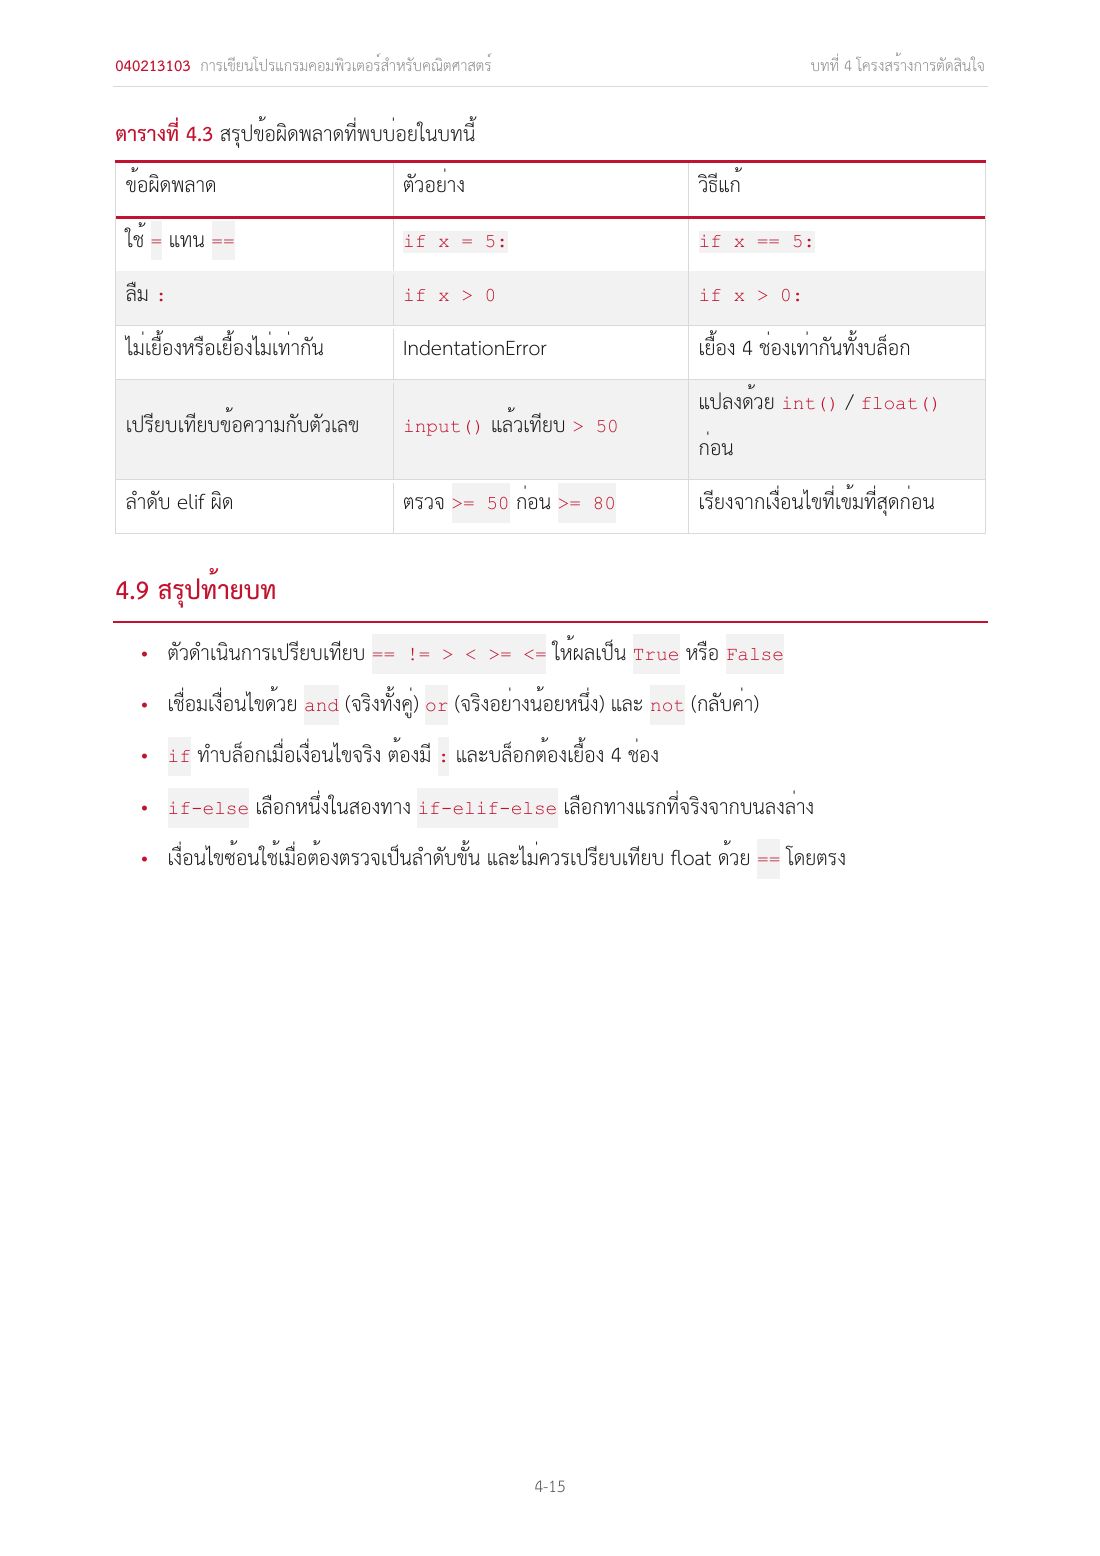 040213103 การเขียนโปรแกรมคอมพิวเตอร์สำหรับคณิตศาสตร์ บทที่ 4 โครงสร้างการตัดสินใจ
ตารางที่ 4.3 สรุปข้อผิดพลาดที่พบบ่อยในบทนี้
ข้อผิดพลาด ตัวอย่าง วิธีแก้
ใช้ = แทน == if x = 5: if x == 5:
ลืม : if x > 0 if x > 0:
ไม่เยื้องหรือเยื้องไม่เท่ากัน IndentationError เยื้อง 4 ช่องเท่ากันทั้งบล็อก
เปรียบเทียบข้อความกับตัวเลข input() แล้วเทียบ > 50 แปลงด้วย int() / float()
ก่อน
ลำดับ elif ผิด ตรวจ >= 50 ก่อน >= 80 เรียงจากเงื่อนไขที่เข้มที่สุดก่อน
4.9 สรุปท้ายบท
• ตัวดำเนินการเปรียบเทียบ == != > < >= <= ให้ผลเป็น True หรือ False
• เชื่อมเงื่อนไขด้วย and (จริงทั้งคู่) or (จริงอย่างน้อยหนึ่ง) และ not (กลับค่า)
• if ทำบล็อกเมื่อเงื่อนไขจริง ต้องมี : และบล็อกต้องเยื้อง 4 ช่อง
• if-else เลือกหนึ่งในสองทาง if-elif-else เลือกทางแรกที่จริงจากบนลงล่าง
• เงื่อนไขซ้อนใช้เมื่อต้องตรวจเป็นลำดับขั้น และไม่ควรเปรียบเทียบ float ด้วย == โดยตรง
4-15